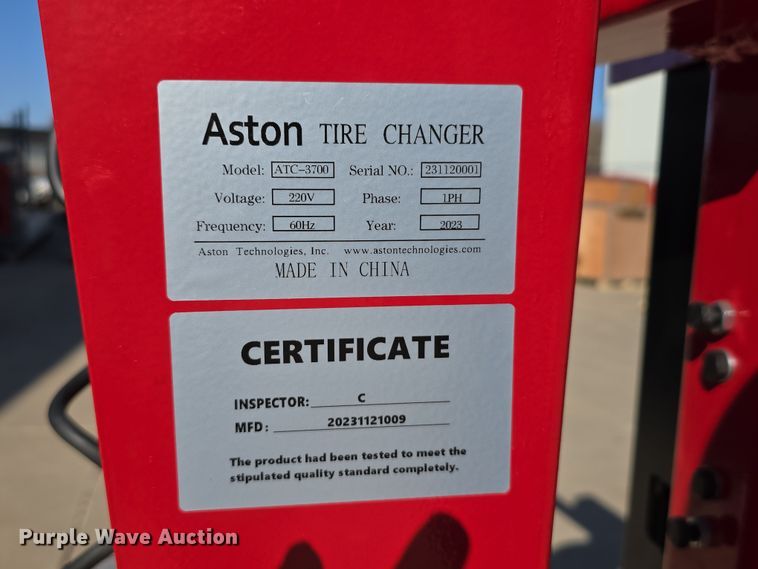 Aston TIRE CHANGER
Model: ATC-3700 Serial NO.: 231120001
Voltage: 220V Phase: 1PH
Frequency: 60Hz Year: 2023
Aston Technologies, Inc. www.astontechnologies.com
MADE IN CHINA
CERTIFICATE
INSPECTOR: C
MFD: 20231121009
The product had been tested to meet the
stipulated quality standard completely.
Purple Wave Auction